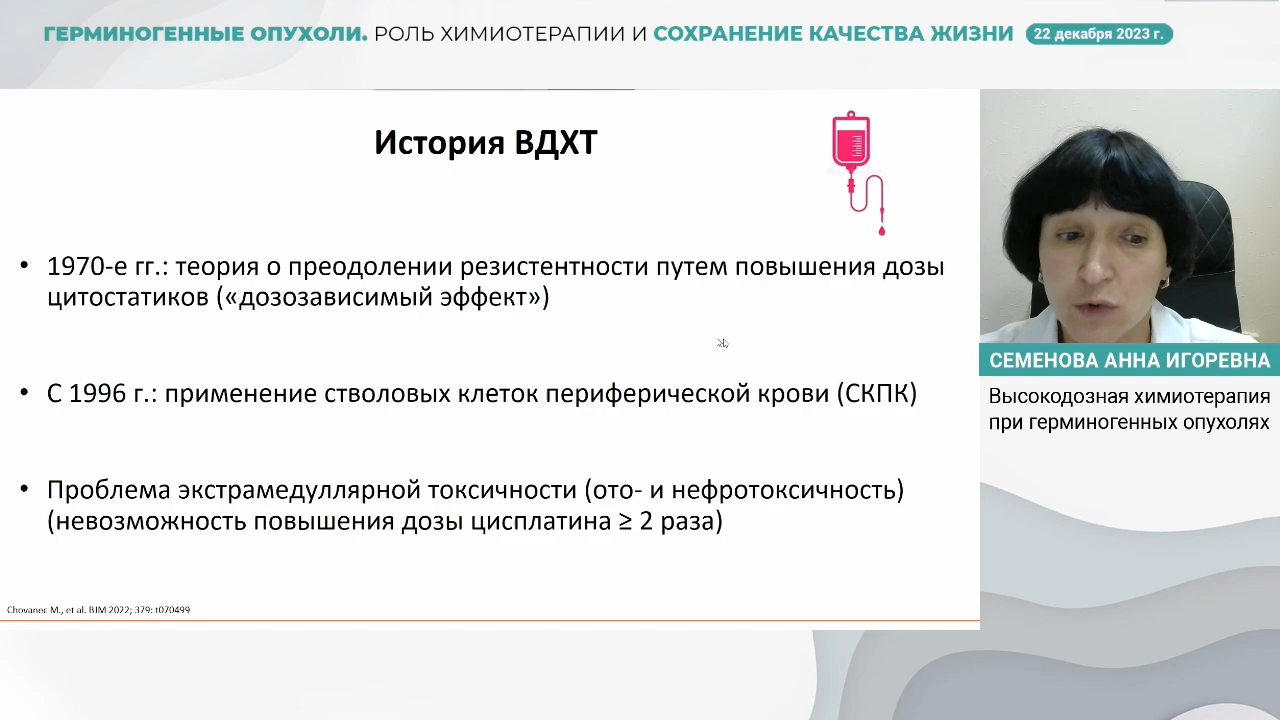 ГЕРМИНОГЕННЫЕ ОПУХОЛИ. РОЛЬ ХИМИОТЕРАПИИ И СОХРАНЕНИЕ КАЧЕСТВА ЖИЗНИ 22 декабря 2023 г.
История ВДХТ
• 1970-е гг.: теория о преодолении резистентности путем повышения дозы
цитостатиков («дозозависимый эффект»)
• С 1996 г.: применение стволовых клеток периферической крови (СКПК)
• Проблема экстрамедуллярной токсичности (ото- и нефротоксичность)
(невозможность повышения дозы цисплатина ≥ 2 раза)
Chovanec M., et al. BJM 2022; 379: t070499
СЕМЕНОВА АННА ИГОРЕВНА
Высокодозная химиотерапия
при герминогенных опухолях